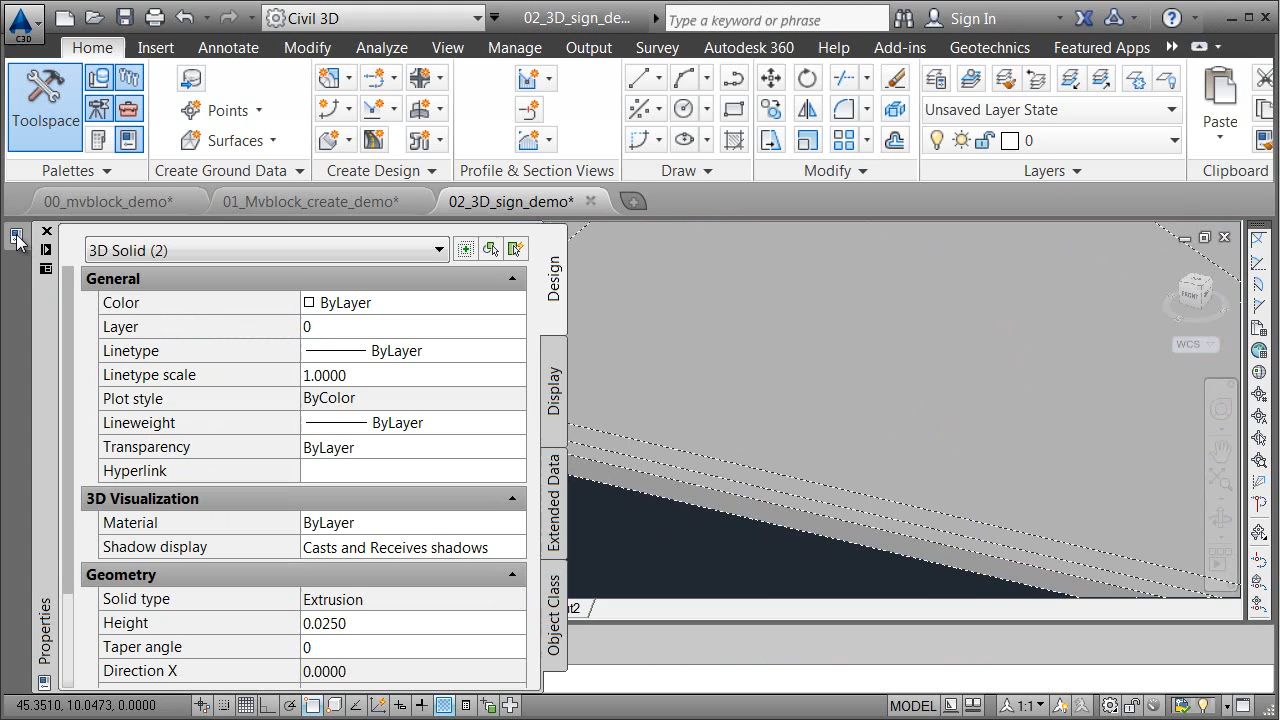 C3D
Civil 3D
02_3D_sign_de...
Type a keyword or phrase
Sign In
Home
Insert
Annotate
Modify
Analyze
View
Manage
Output
Survey
Autodesk 360
Help
Add-ins
Geotechnics
Featured Apps
Toolspace
Points
Surfaces
Unsaved Layer State
0
Paste
Palettes
Create Ground Data
Create Design
Profile & Section Views
Draw
Modify
Layers
Clipboard
00_mvblock_demo*
01_Mvblock_create_demo*
02_3D_sign_demo*
3D Solid (2)
General
Color ByLayer
Layer 0
Linetype ByLayer
Linetype scale 1.0000
Plot style ByColor
Lineweight ByLayer
Transparency ByLayer
Hyperlink
3D Visualization
Material ByLayer
Shadow display Casts and Receives shadows
Geometry
Solid type Extrusion
Height 0.0250
Taper angle 0
Direction X 0.0000
Properties
Design
Display
Extended Data
Object Class
FRONT
S
WCS
ut2
45.3510, 10.0473, 0.0000
MODEL
1:1